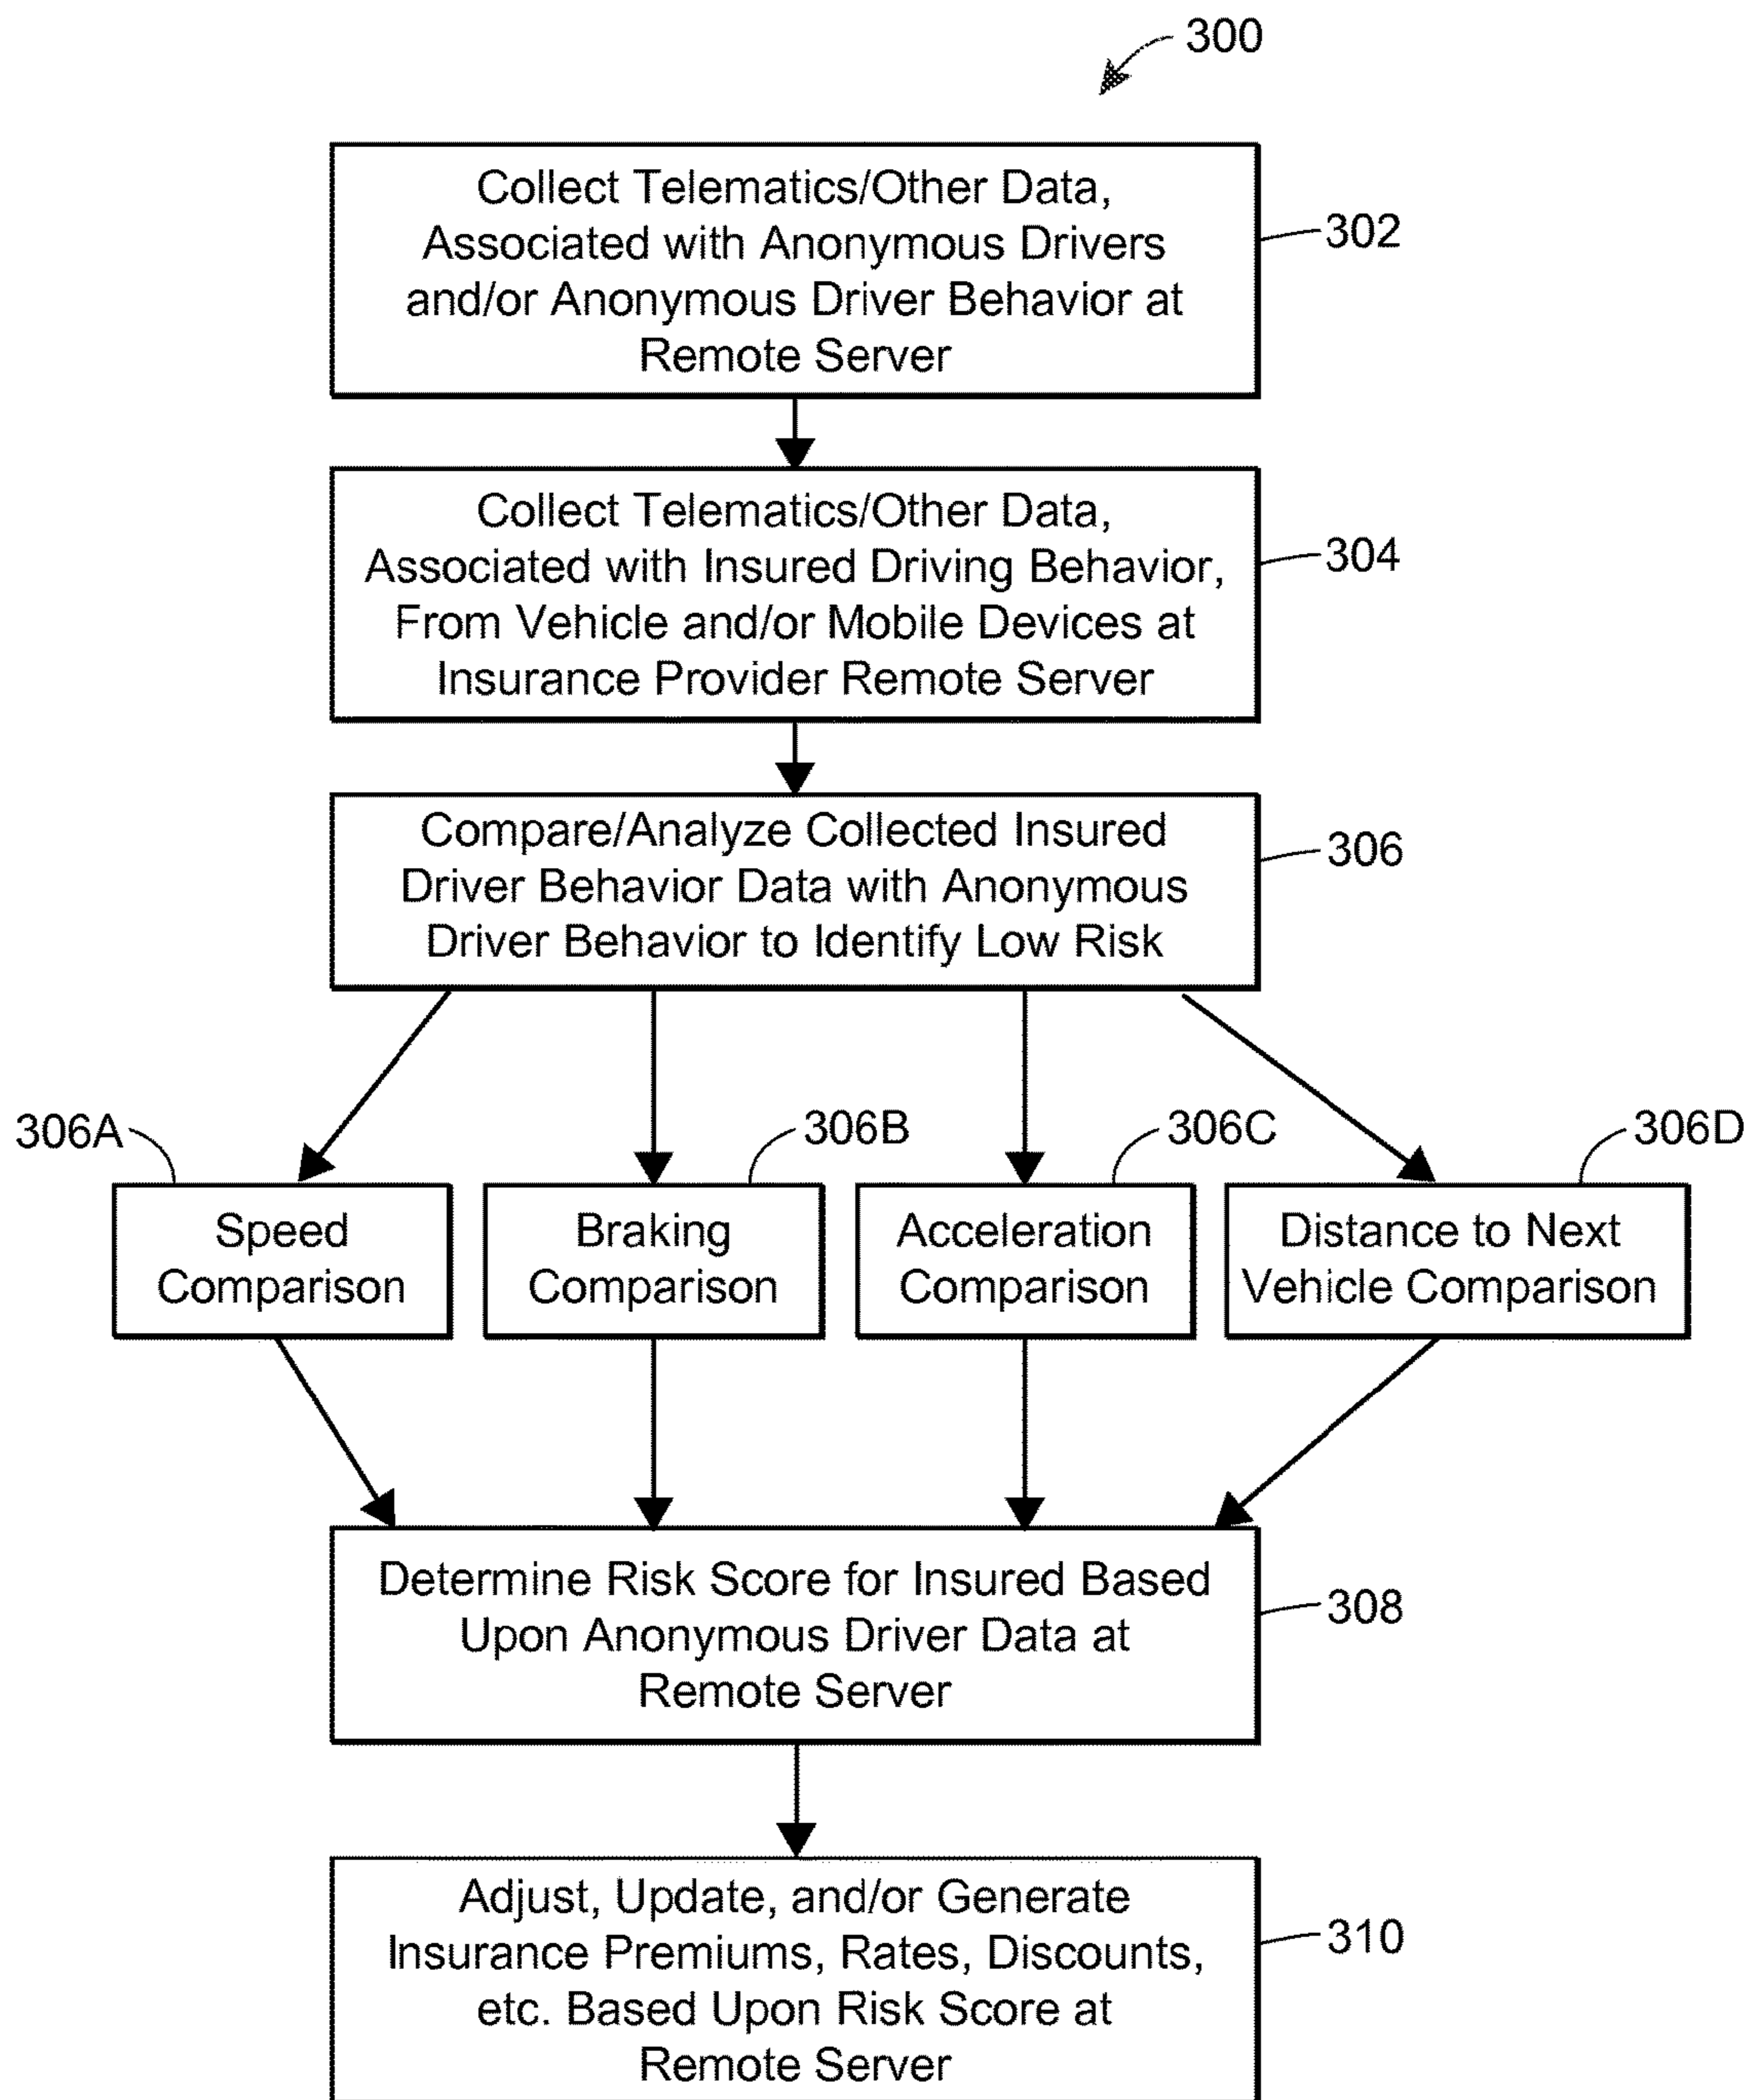 300
Collect Telematics/Other Data,
Associated with Anonymous Drivers
and/or Anonymous Driver Behavior at
Remote Server
302
Collect Telematics/Other Data,
Associated with Insured Driving Behavior,
From Vehicle and/or Mobile Devices at
Insurance Provider Remote Server
304
Compare/Analyze Collected Insured
Driver Behavior Data with Anonymous
Driver Behavior to Identify Low Risk
306
306A
Speed
Comparison
306B
Braking
Comparison
306C
Acceleration
Comparison
306D
Distance to Next
Vehicle Comparison
Determine Risk Score for Insured Based
Upon Anonymous Driver Data at
Remote Server
308
Adjust, Update, and/or Generate
Insurance Premiums, Rates, Discounts,
etc. Based Upon Risk Score at
Remote Server
310